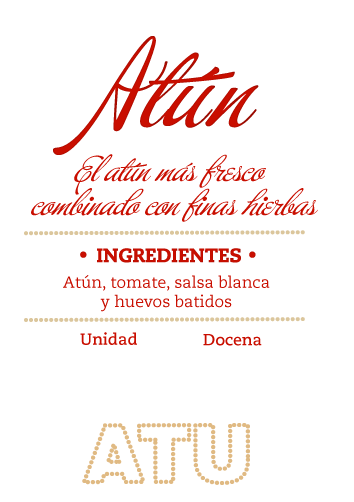 Atún
El atún más fresco
combinado con finas hierbas
• INGREDIENTES •
Atún, tomate, salsa blanca
y huevos batidos
Unidad Docena
ATU